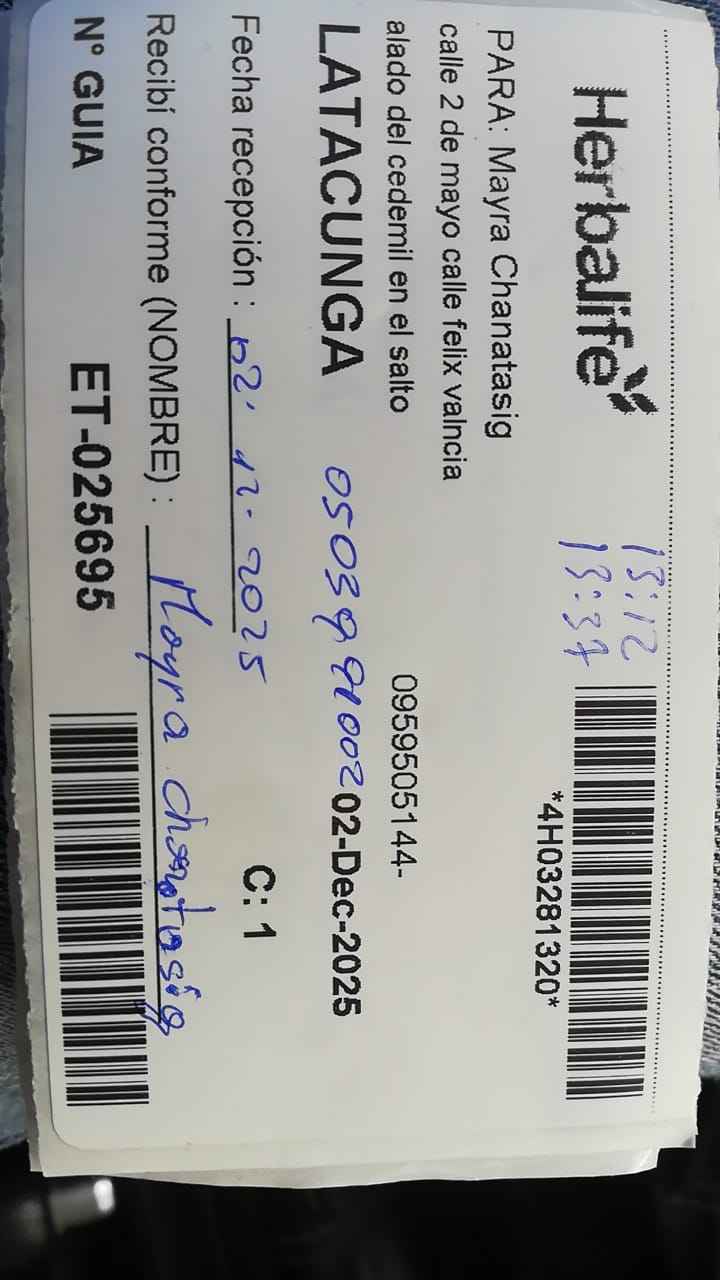 Herbalife
13:12
13:37
*4H03281320*
PARA: Mayra Chanatasig
calle 2 de mayo calle felix valncia
alado del cedemil en el salto
0959505144-
LATACUNGA
02-Dec-2025
Fecha recepción : 02. 12. 2025
C: 1
Recibí conforme (NOMBRE) : Mayra chanatasig
Nº GUIA ET-025695